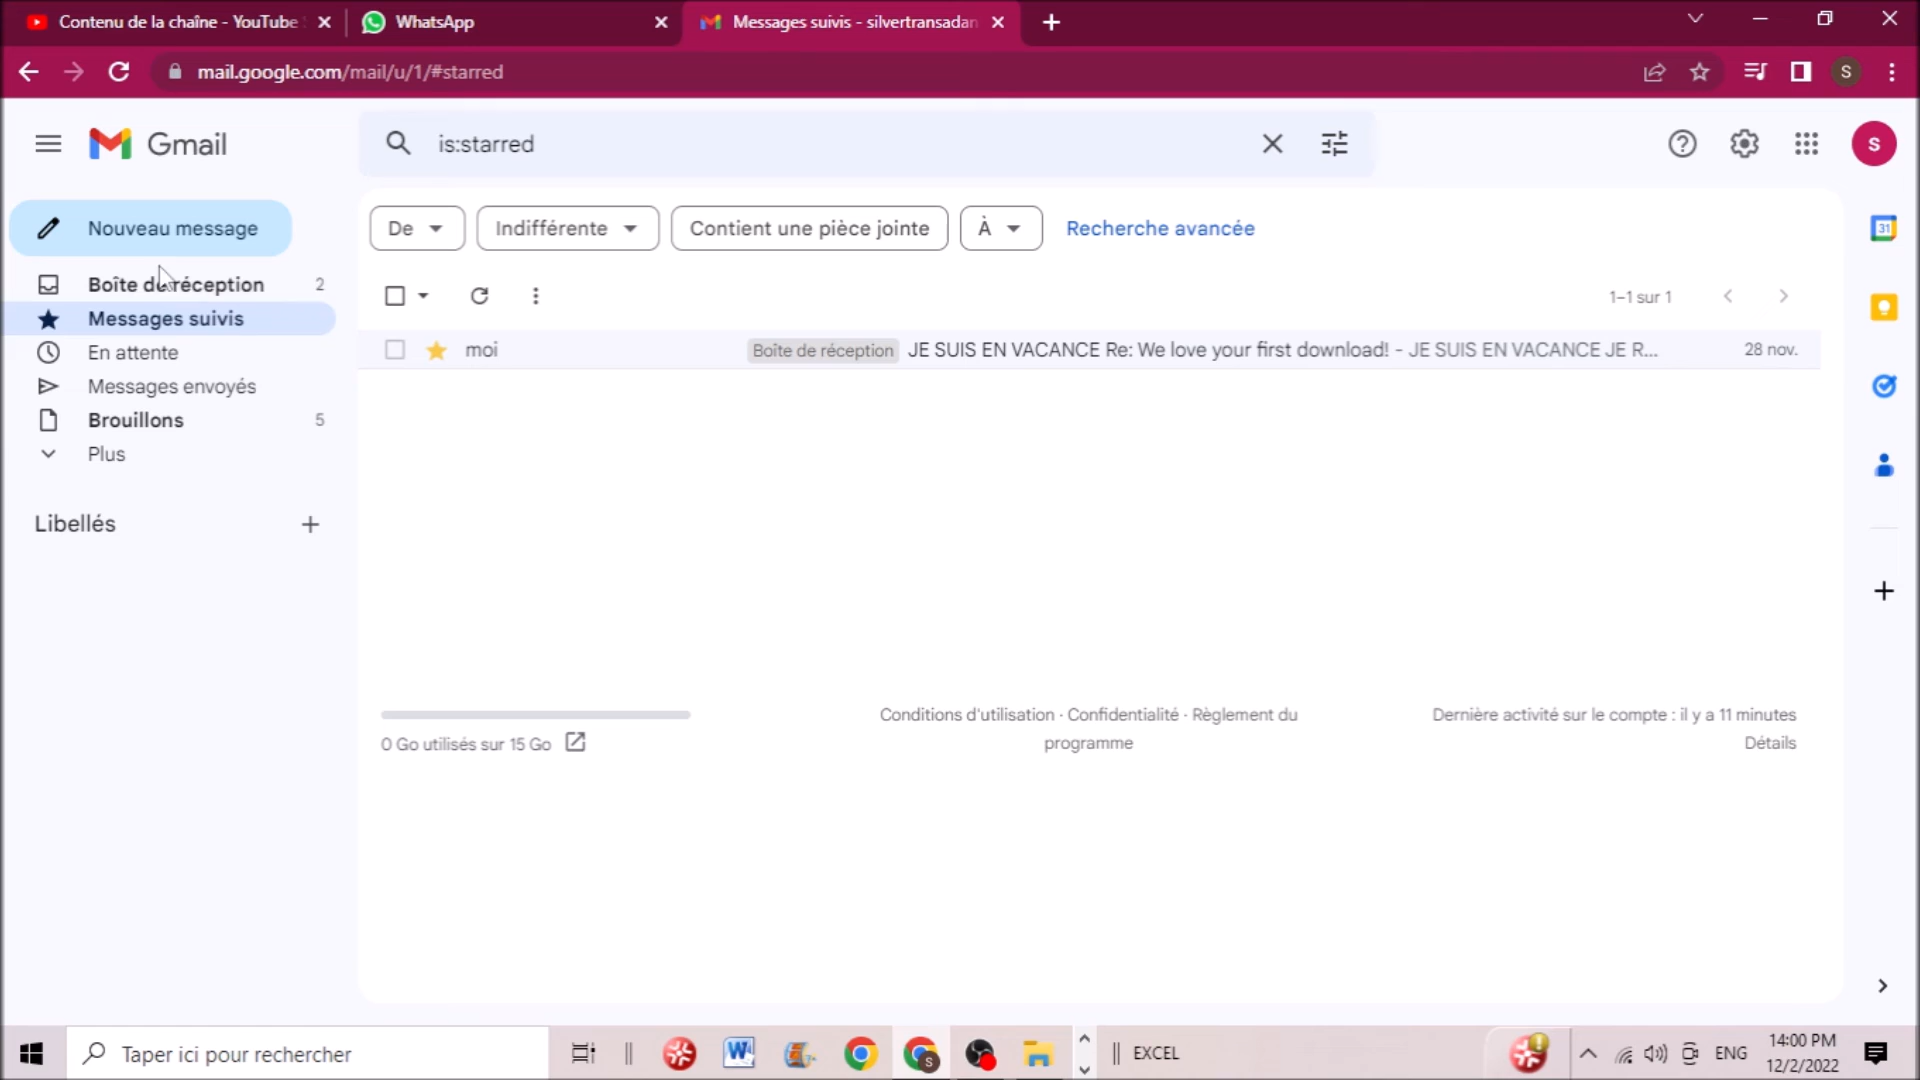 Contenu de la chaîne - YouTube
WhatsApp
Messages suivis - silvertransadan
mail.google.com/mail/u/1/#starred
S
Gmail
is:starred
S
Nouveau message
De
Indifférente
Contient une pièce jointe
À
Recherche avancée
31
Boîte de réception 2
Messages suivis
1–1 sur 1
En attente
moi
Boîte de réception
JE SUIS EN VACANCE Re: We love your first download! - JE SUIS EN VACANCE JE R...
28 nov.
Messages envoyés
Brouillons 5
Plus
Libellés
0 Go utilisés sur 15 Go
Conditions d'utilisation · Confidentialité · Règlement du
programme
Dernière activité sur le compte : il y a 11 minutes
Détails
Taper ici pour rechercher
W
S
EXCEL
ENG
14:00 PM
12/2/2022